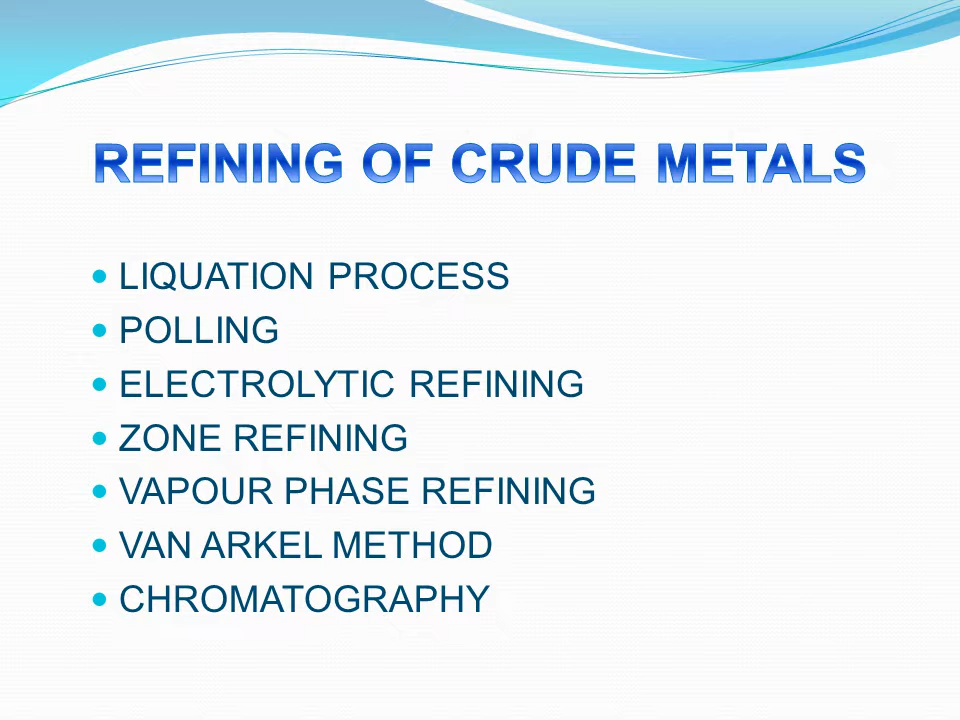 REFINING OF CRUDE METALS
LIQUATION PROCESS
POLLING
ELECTROLYTIC REFINING
ZONE REFINING
VAPOUR PHASE REFINING
VAN ARKEL METHOD
CHROMATOGRAPHY